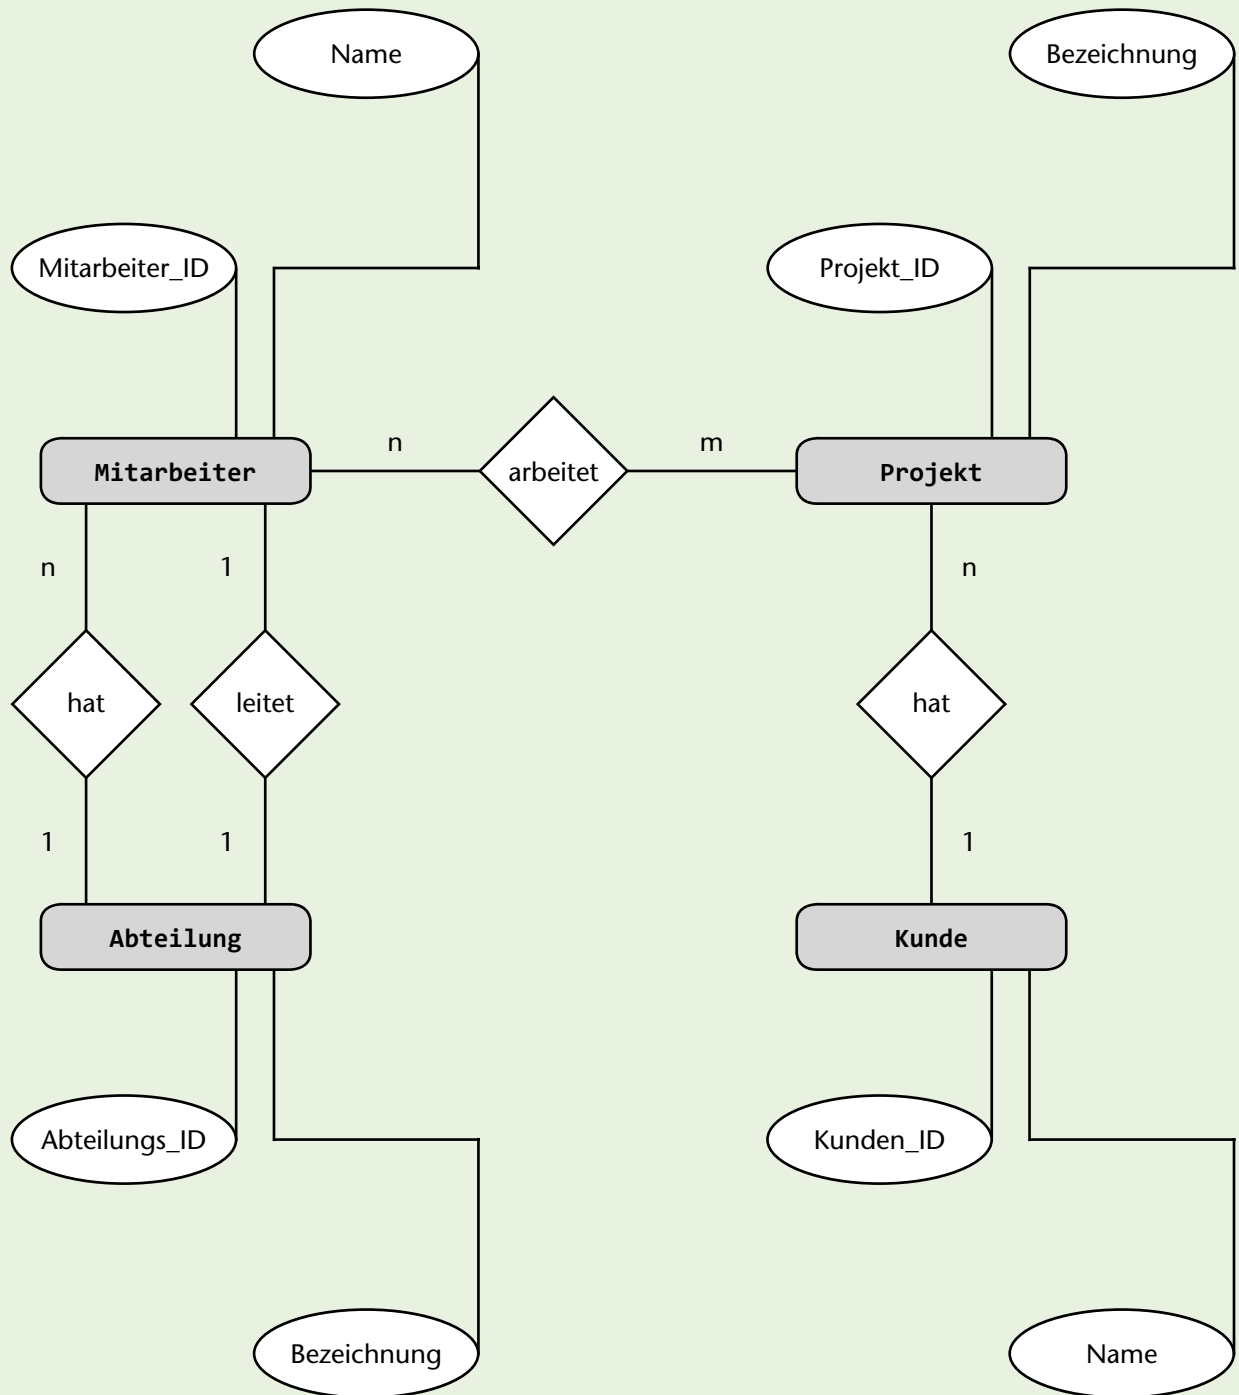 Name
Bezeichnung
Mitarbeiter_ID
Projekt_ID
Mitarbeiter
n
arbeitet
m
Projekt
n
1
n
hat
leitet
hat
1
1
1
Abteilung
Kunde
Abteilungs_ID
Kunden_ID
Bezeichnung
Name